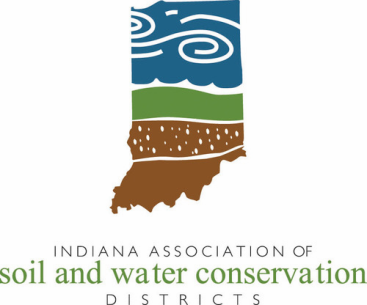 INDIANA ASSOCIATION OF
soil and water conservation
DISTRICTS